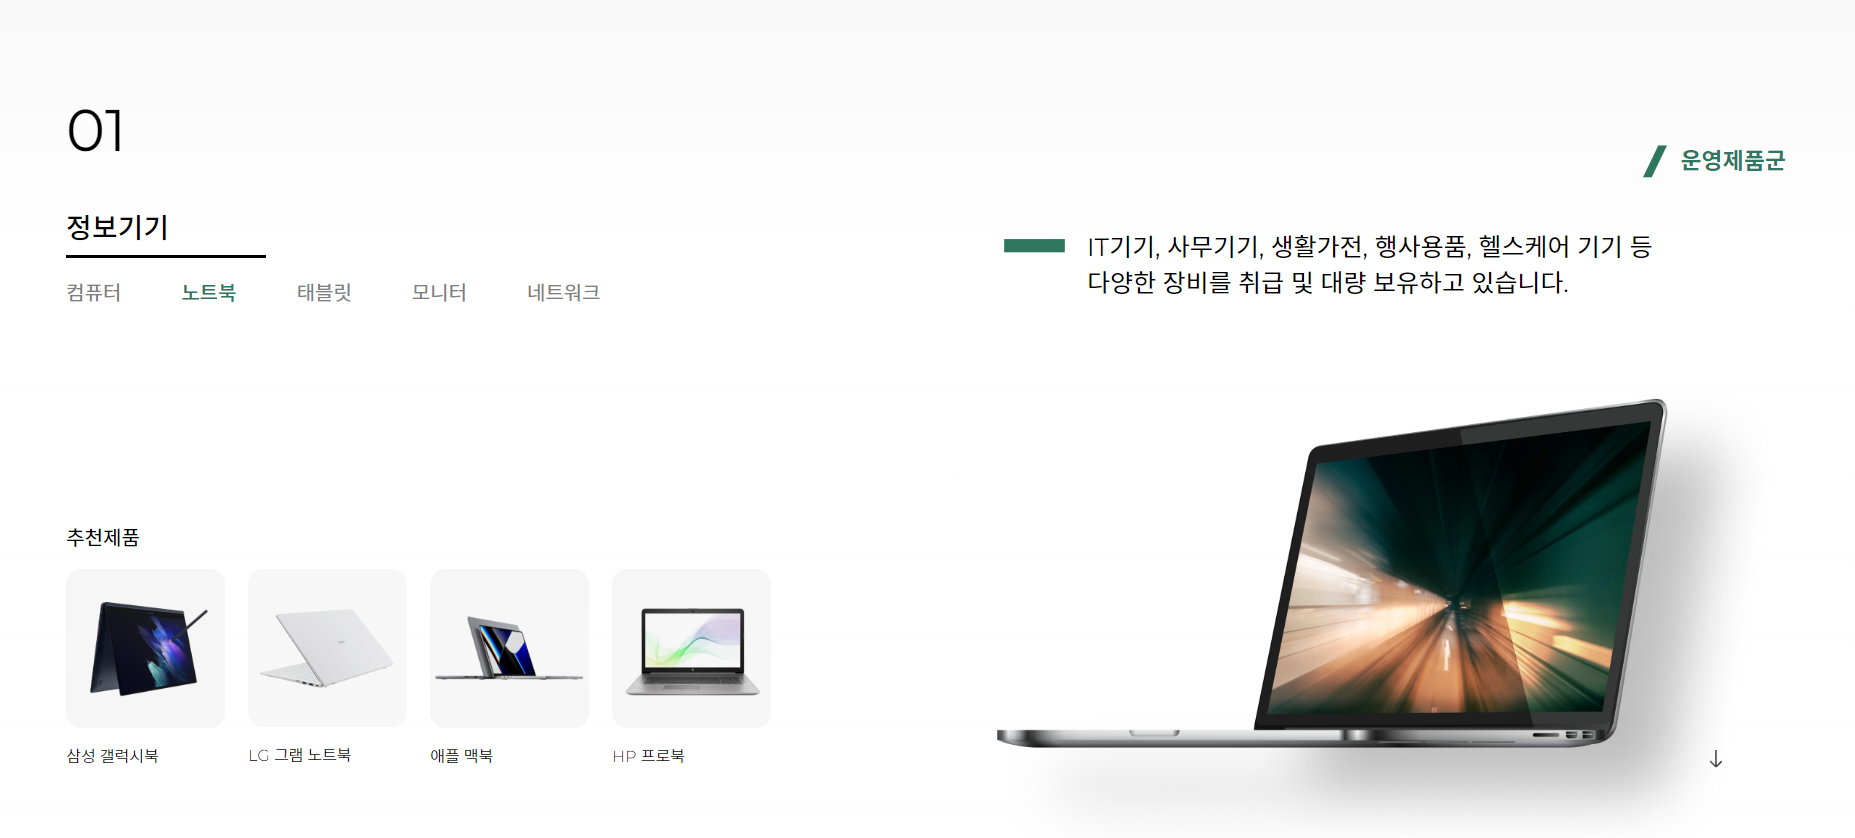 01
운영제품군
정보기기
컴퓨터 노트북 태블릿 모니터 네트워크
IT기기, 사무기기, 생활가전, 행사용품, 헬스케어 기기 등
다양한 장비를 취급 및 대량 보유하고 있습니다.
추천제품
삼성 갤럭시북 LG 그램 노트북 애플 맥북 HP 프로북